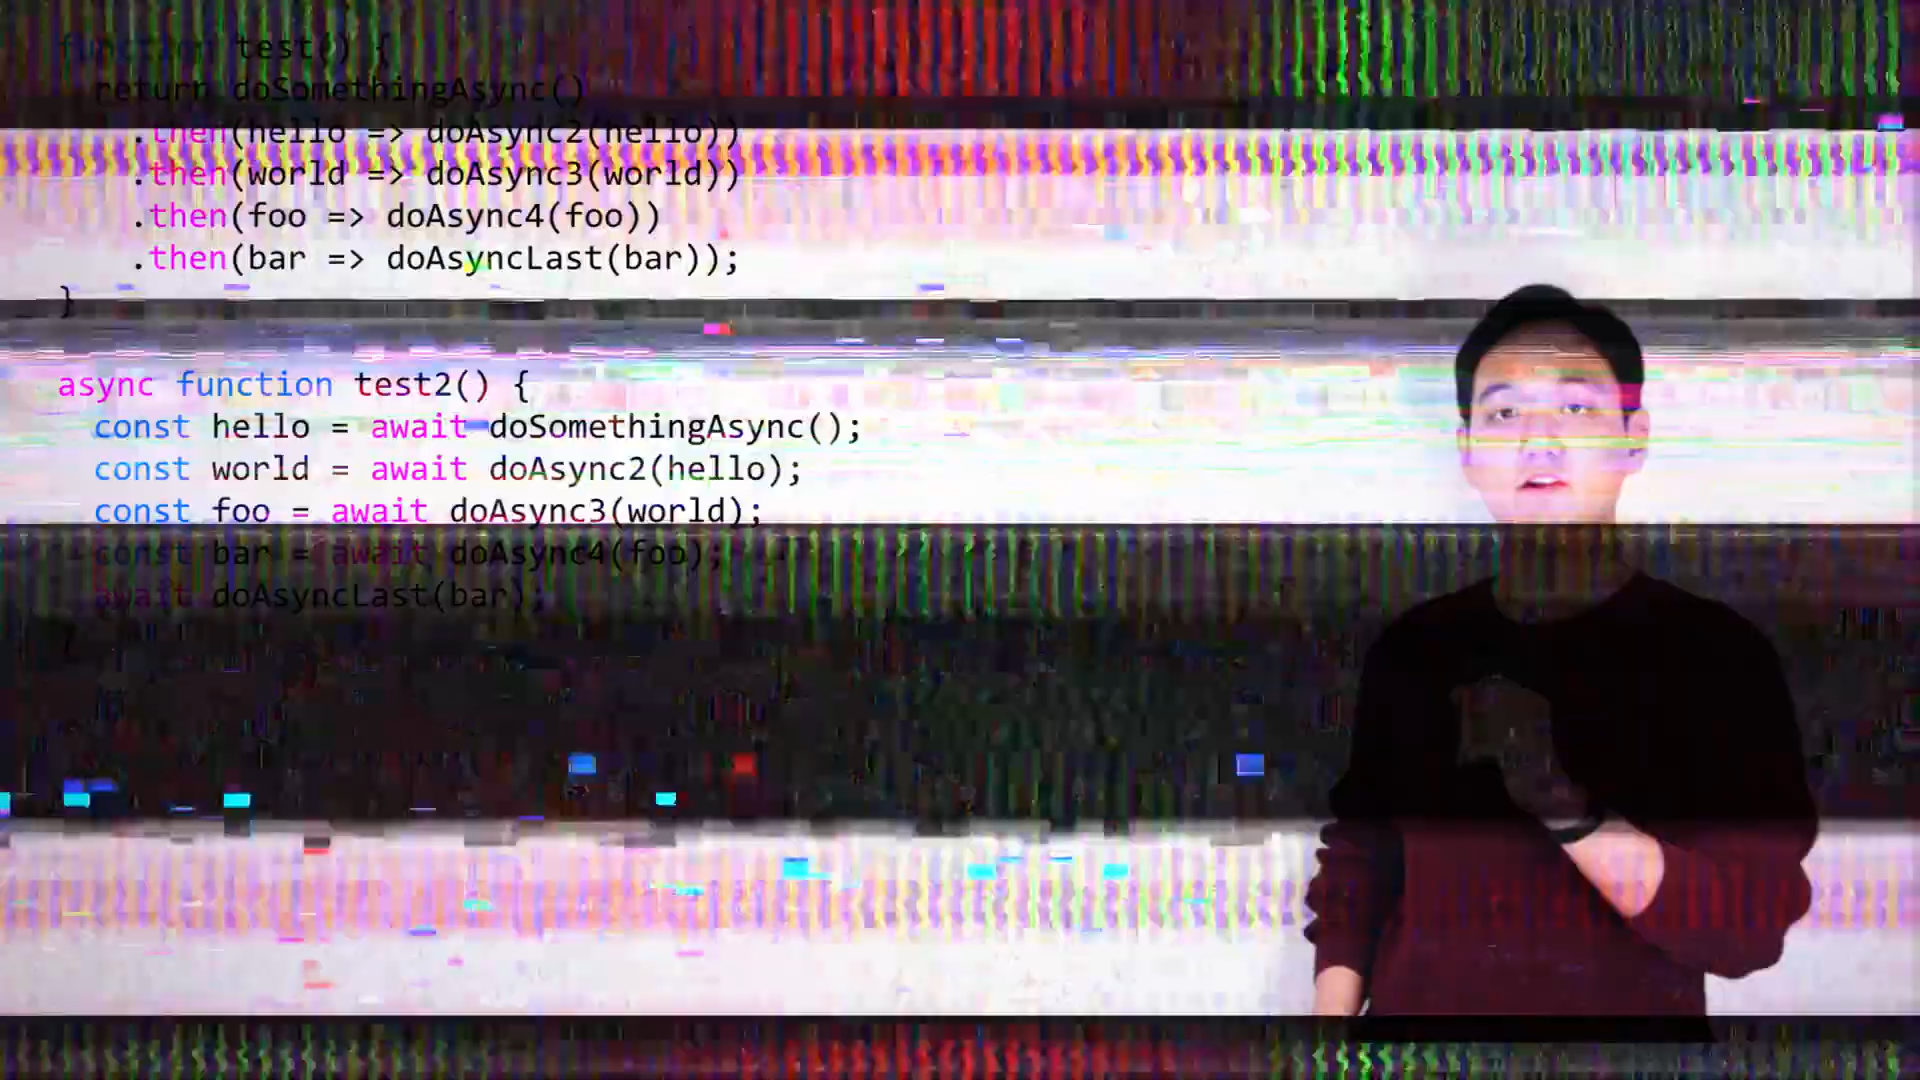 function test() {
return doSomethingAsync()
.then(hello => doAsync2(hello))
.then(world => doAsync3(world))
.then(foo => doAsync4(foo))
.then(bar => doAsyncLast(bar));
}
async function test2() {
const hello = await doSomethingAsync();
const world = await doAsync2(hello);
const foo = await doAsync3(world);
const bar = await doAsync4(foo);
await doAsyncLast(bar);